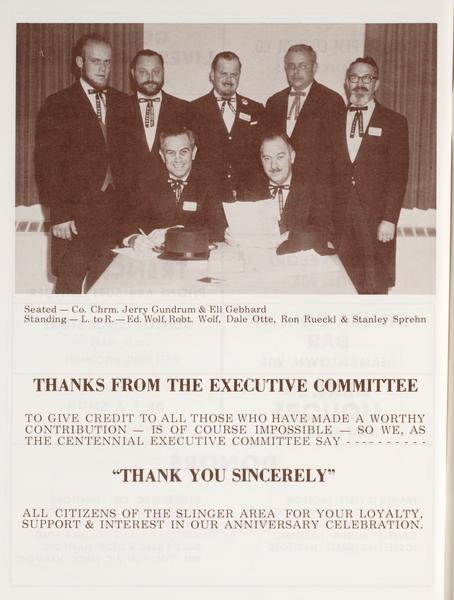 Seated — Co. Chrm. Jerry Gundrum & Eli Gebhard
Standing — L. to R. — Ed. Wolf, Robt. Wolf, Dale Otte, Ron Rueckl & Stanley Sprehn
THANKS FROM THE EXECUTIVE COMMITTEE
TO GIVE CREDIT TO ALL THOSE WHO HAVE MADE A WORTHY
CONTRIBUTION — IS OF COURSE IMPOSSIBLE — SO WE, AS
THE CENTENNIAL EXECUTIVE COMMITTEE SAY - - - - - - - - - -
“THANK YOU SINCERELY”
ALL CITIZENS OF THE SLINGER AREA FOR YOUR LOYALTY,
SUPPORT & INTEREST IN OUR ANNIVERSARY CELEBRATION.